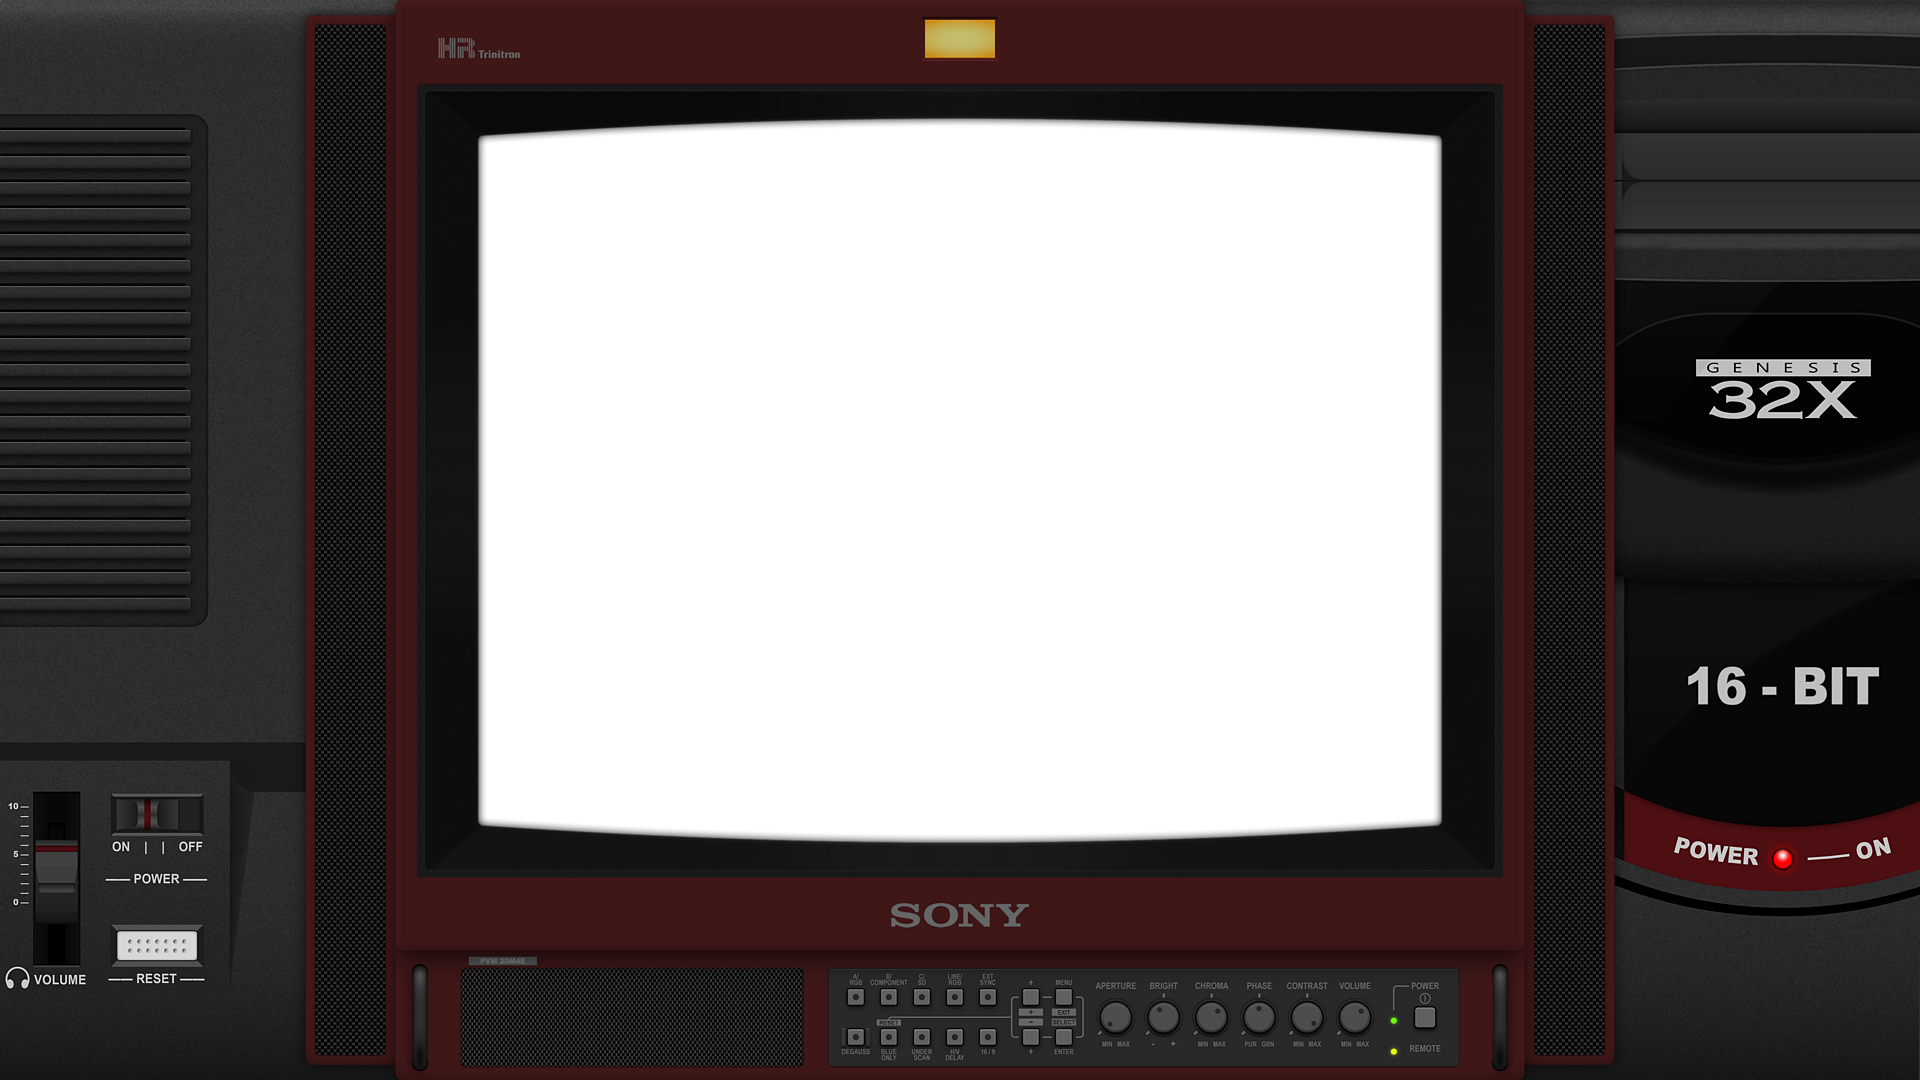 HR Trinitron
GENESIS
32X
16 - BIT
POWER ON
10
5
0
ON | | OFF
POWER
RESET
VOLUME
SONY
PVM 20M4E
A/ RGB
B/ COMPONENT
C/ SD
LINE/ RGB
EXT SYNC
+
MENU
RESET
+
EXIT
−
SELECT
DEGAUSS
BLUE ONLY
UNDER SCAN
H/V DELAY
16 / 9
+
ENTER
APERTURE
BRIGHT
CHROMA
PHASE
CONTRAST
VOLUME
MIN MAX
- +
MIN MAX
PUR GRN
MIN MAX
MIN MAX
POWER
REMOTE